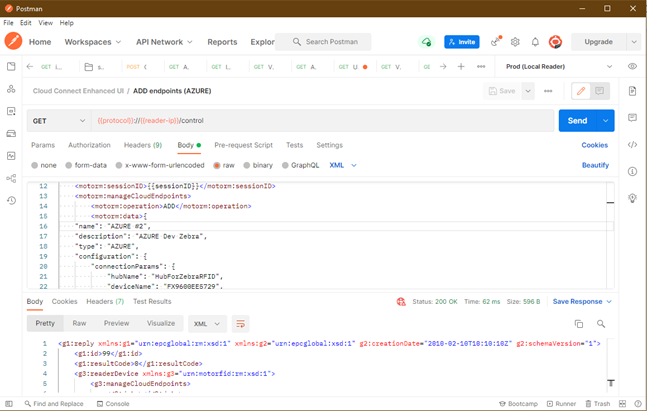 Postman
File Edit View Help
Home Workspaces API Network Reports Explor Search Postman Invite Upgrade
GET i... s... POST ( GET A. GET I.. GET V. GET A. GET U GET V. GE Prod (Local Reader)
Cloud Connect Enhanced UI / ADD endpoints (AZURE) Save
GET {{protocol}}://{{reader-ip}}/control Send
Params Authorization Headers (9) Body Pre-request Script Tests Settings Cookies
none form-data x-www-form-urlencoded raw binary GraphQL XML Beautify
12 <motorm:sessionID>{{sessionID}}</motorm:sessionID>
13 <motorm:manageCloudEndpoints>
14 <motorm:operation>ADD</motorm:operation>
15 <motorm:data>{
16 "name": "AZURE #2",
17 "description": "AZURE Dev Zebra",
18 "type": "AZURE",
19 "configuration": {
20 "connectionParams": {
21 "hubName": "HubForZebraRFID",
22 "deviceName": "FX9600EE5729",
Body Cookies Headers (7) Test Results Status: 200 OK Time: 62 ms Size: 596 B Save Response
Pretty Raw Preview Visualize XML
1 <g1:reply xmlns:g1="urn:epcglobal:rm:xsd:1" xmlns:g2="urn:epcglobal:xsd:1" g2:creationDate="2010-02-10T10:10:10Z" g2:schemaVersion="1">
2 <g1:id>99</g1:id>
3 <g1:resultCode>0</g1:resultCode>
4 <g3:readerDevice xmlns:g3="urn:motorfid:rm:xsd:1">
5 <g3:manageCloudEndpoints>
Find and Replace Console Bootcamp Runner Trash